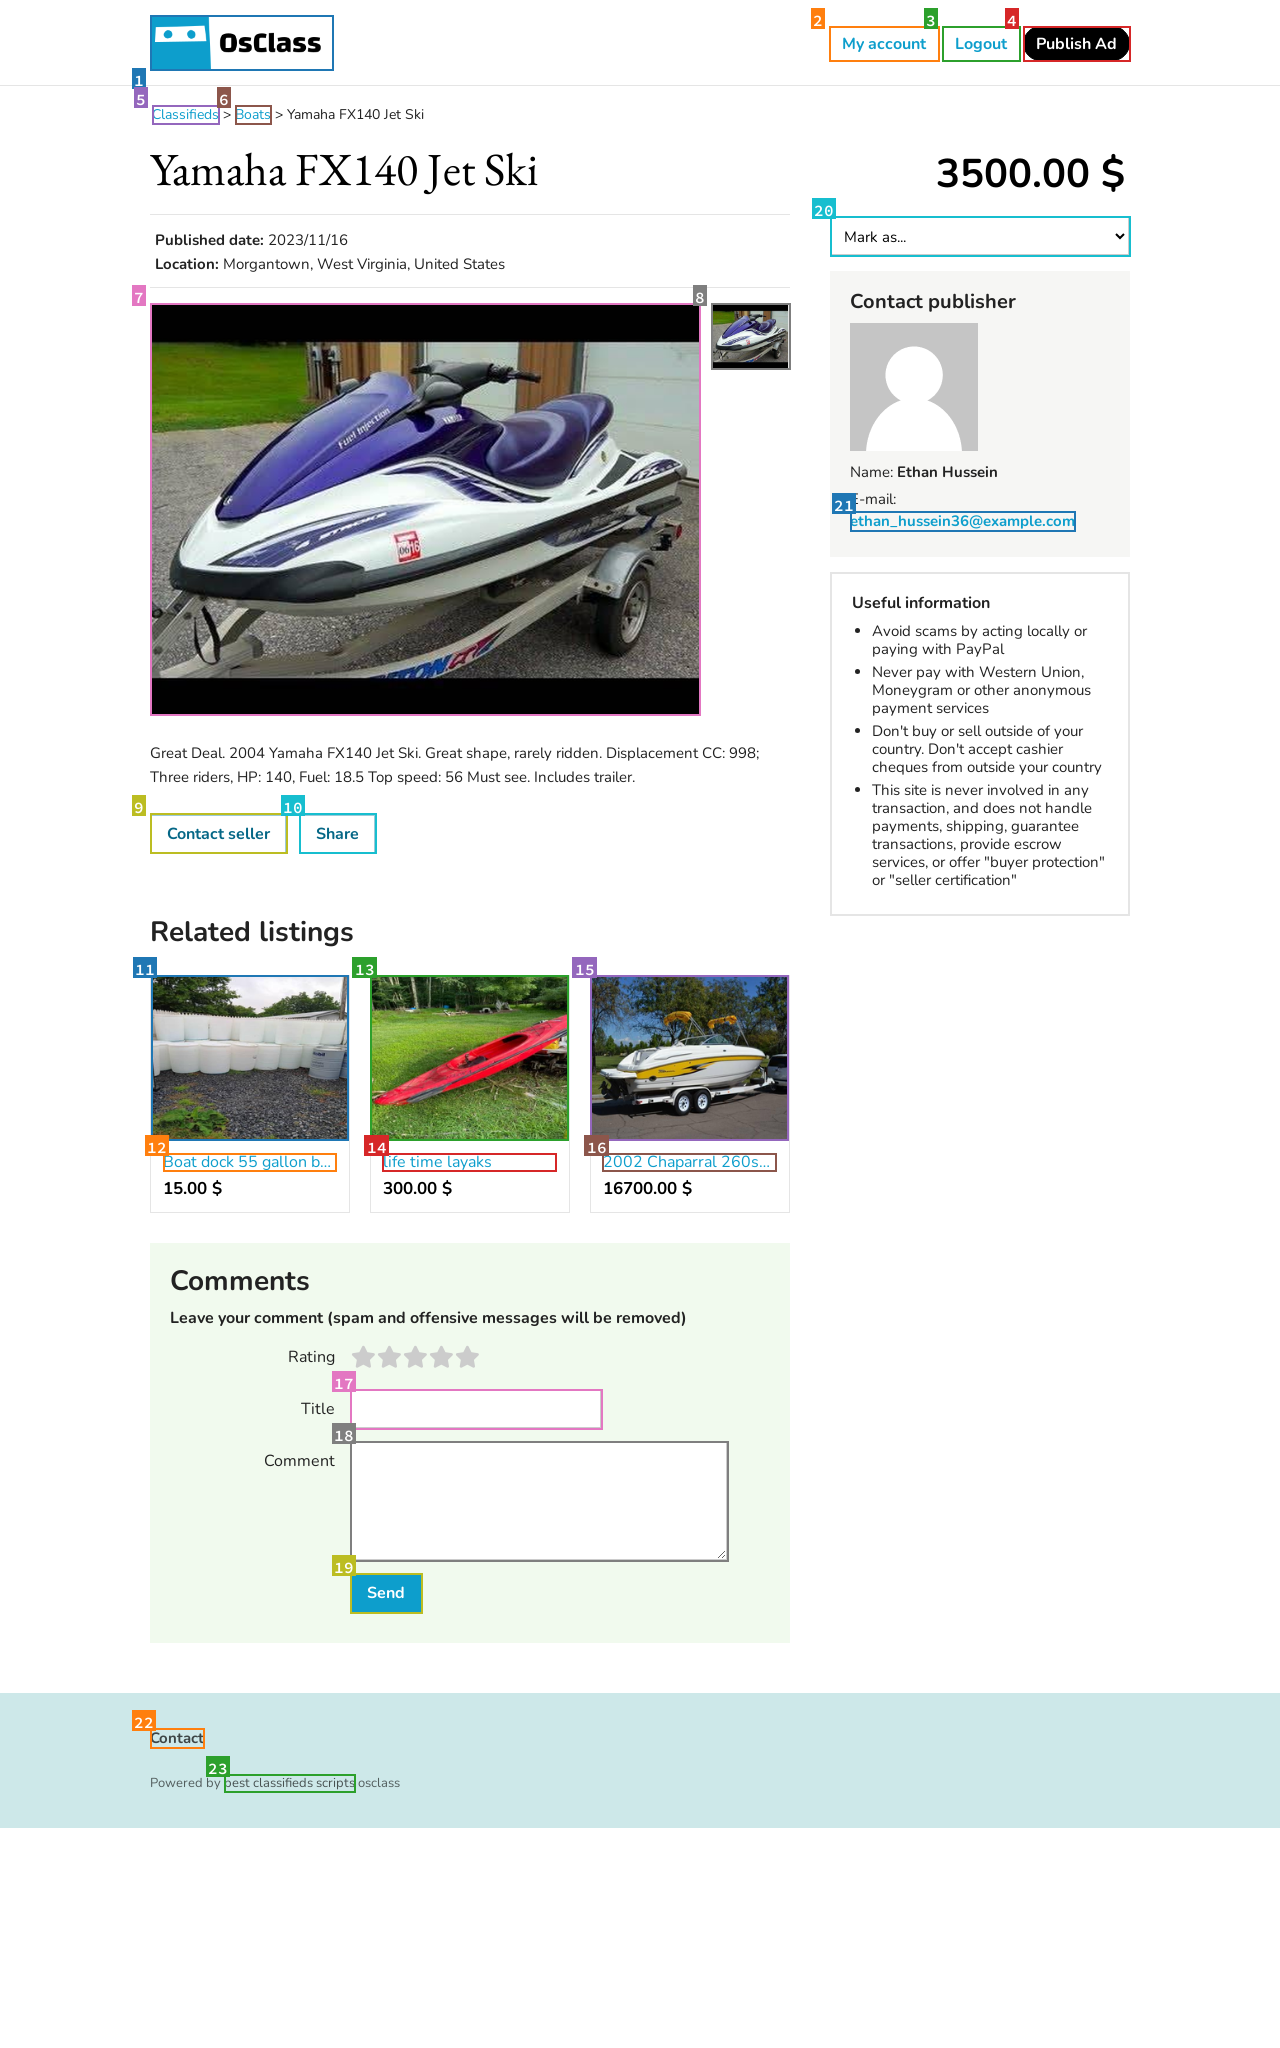 OsClass
2
My account
3
Logout
4
Publish Ad
1
5
Classifieds > 6 Boats > Yamaha FX140 Jet Ski
Yamaha FX140 Jet Ski
3500.00 $
Published date: 2023/11/16
Location: Morgantown, West Virginia, United States
7
8
Fuel Injection
YAMAHA
FX
4 STROKE
06 16
20
Mark as...
Contact publisher
Name: Ethan Hussein
E-mail:
21
ethan_hussein36@example.com
Useful information
Avoid scams by acting locally or
paying with PayPal
Never pay with Western Union,
Moneygram or other anonymous
payment services
Don't buy or sell outside of your
country. Don't accept cashier
cheques from outside your country
This site is never involved in any
transaction, and does not handle
payments, shipping, guarantee
transactions, provide escrow
services, or offer "buyer protection"
or "seller certification"
Great Deal. 2004 Yamaha FX140 Jet Ski. Great shape, rarely ridden. Displacement CC: 998;
Three riders, HP: 140, Fuel: 18.5 Top speed: 56 Must see. Includes trailer.
9
Contact seller
10
Share
Related listings
11
12
Boat dock 55 gallon b...
15.00 $
13
14
life time layaks
300.00 $
15
16
2002 Chaparral 260s...
16700.00 $
Comments
Leave your comment (spam and offensive messages will be removed)
Rating
17
Title
18
Comment
19
Send
22
Contact
23
Powered by best classifieds scripts osclass